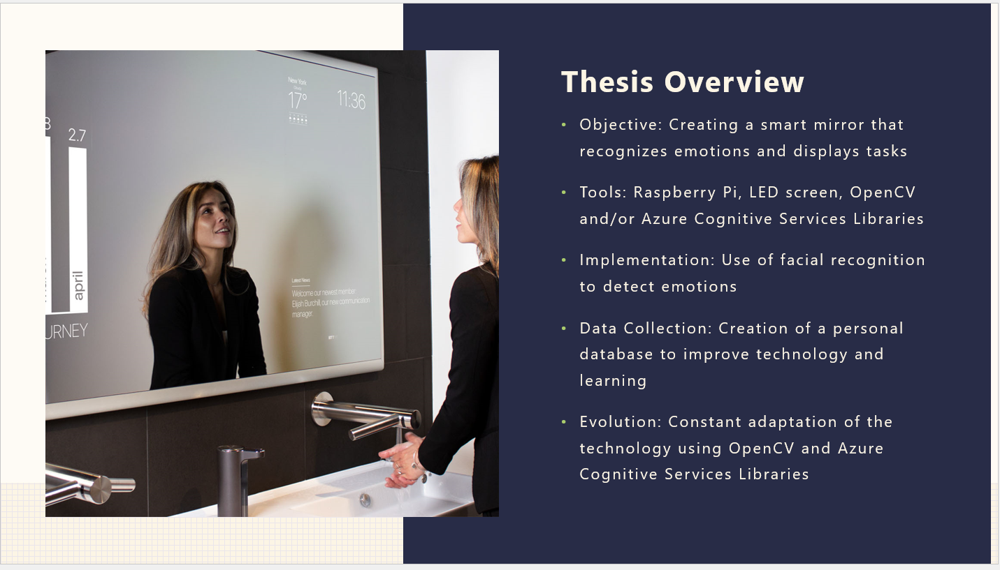 New York
17°
11:36
2.7
april
URNEY
Latest News
Welcome our newest member
Elijah Burchill, our new communication
manager.
Thesis Overview
• Objective: Creating a smart mirror that
recognizes emotions and displays tasks
• Tools: Raspberry Pi, LED screen, OpenCV
and/or Azure Cognitive Services Libraries
• Implementation: Use of facial recognition
to detect emotions
• Data Collection: Creation of a personal
database to improve technology and
learning
• Evolution: Constant adaptation of the
technology using OpenCV and Azure
Cognitive Services Libraries